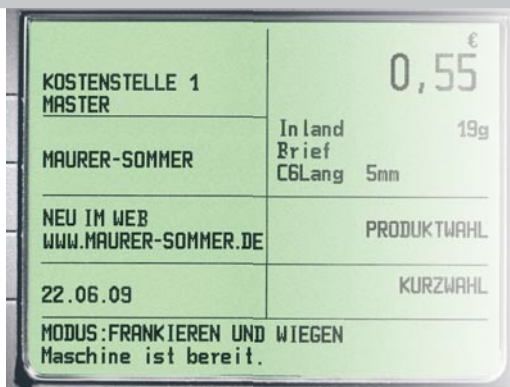 KOSTENSTELLE 1
MASTER
MAURER-SOMMER
NEU IM WEB
WWW.MAURER-SOMMER.DE
22.06.09
€
0,55
Inland 19g
Brief
C6Lang 5mm
PRODUKTWAHL
KURZWAHL
MODUS:FRANKIEREN UND WIEGEN
Maschine ist bereit.